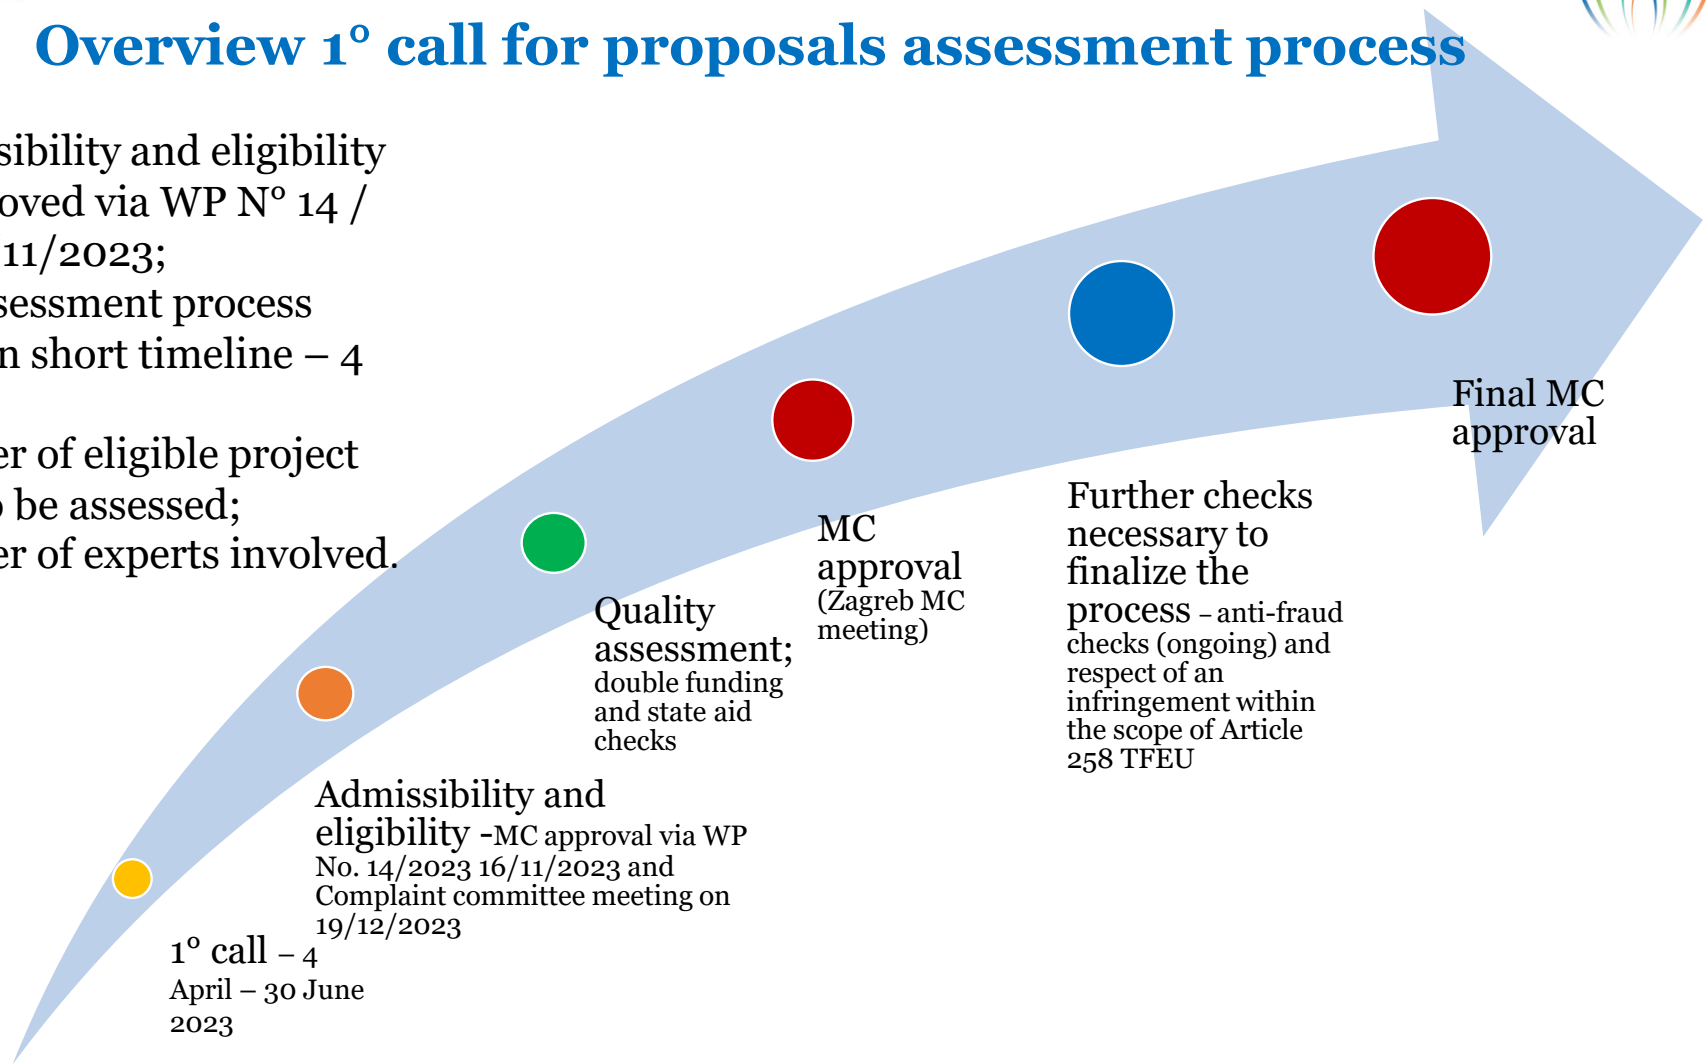 Overview 1° call for proposals assessment process
sibility and eligibility
oved via WP N° 14 /
/11/2023;
sessment process
n short timeline – 4
er of eligible project
o be assessed;
er of experts involved.
Final MC
approval
Further checks
necessary to
finalize the
process – anti-fraud
checks (ongoing) and
respect of an
infringement within
the scope of Article
258 TFEU
MC
approval
(Zagreb MC
meeting)
Quality
assessment;
double funding
and state aid
checks
Admissibility and
eligibility -MC approval via WP
No. 14/2023 16/11/2023 and
Complaint committee meeting on
19/12/2023
1° call – 4
April – 30 June
2023